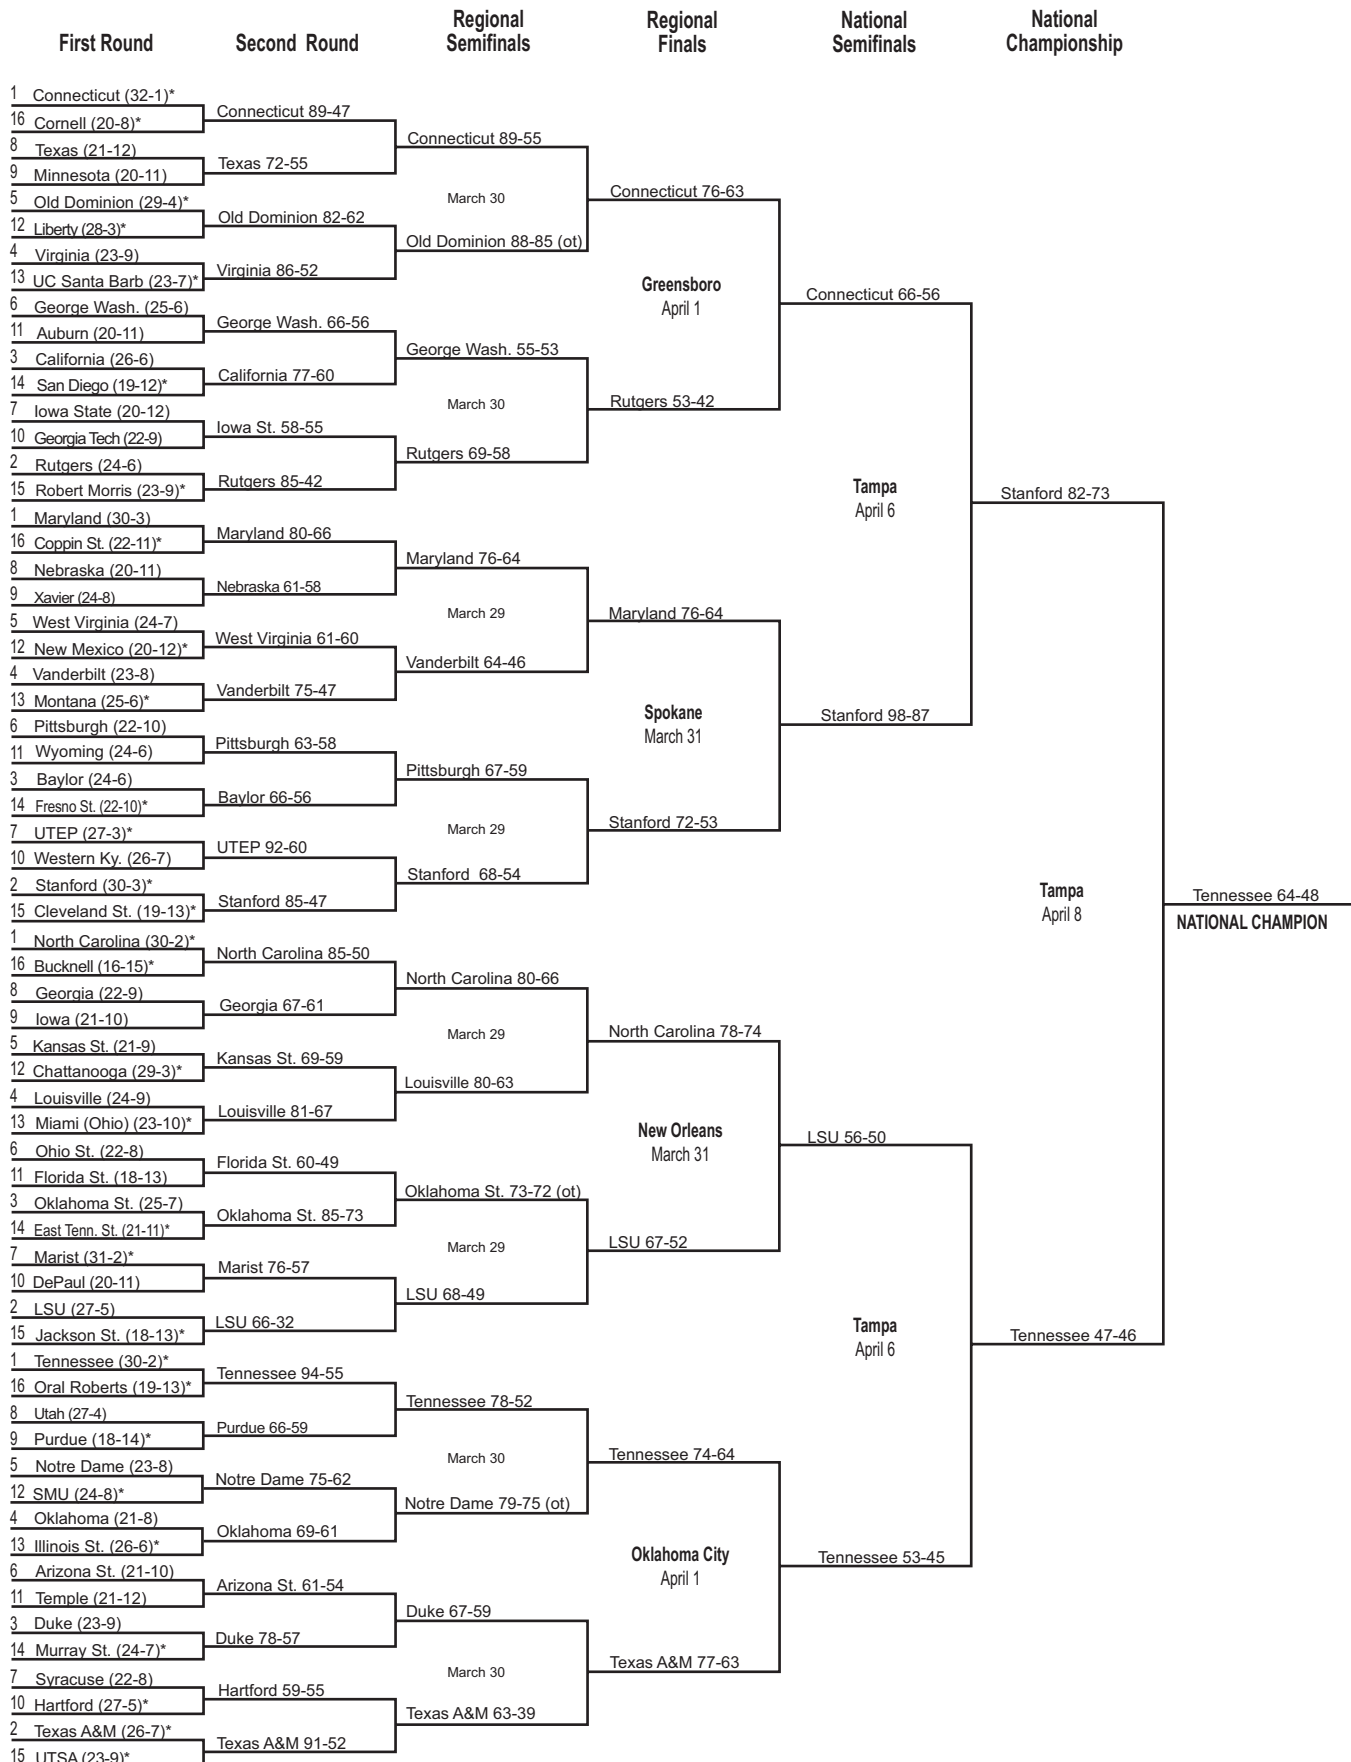 First Round
Second Round
Regional
Semifinals
Regional
Finals
National
Semifinals
National
Championship
1 Connecticut (32-1)*
16 Cornell (20-8)*
8 Texas (21-12)
9 Minnesota (20-11)
5 Old Dominion (29-4)*
12 Liberty (28-3)*
4 Virginia (23-9)
13 UC Santa Barb (23-7)*
6 George Wash. (25-6)
11 Auburn (20-11)
3 California (26-6)
14 San Diego (19-12)*
7 Iowa State (20-12)
10 Georgia Tech (22-9)
2 Rutgers (24-6)
15 Robert Morris (23-9)*
1 Maryland (30-3)
16 Coppin St. (22-11)*
8 Nebraska (20-11)
9 Xavier (24-8)
5 West Virginia (24-7)
12 New Mexico (20-12)*
4 Vanderbilt (23-8)
13 Montana (25-6)*
6 Pittsburgh (22-10)
11 Wyoming (24-6)
3 Baylor (24-6)
14 Fresno St. (22-10)*
7 UTEP (27-3)*
10 Western Ky. (26-7)
2 Stanford (30-3)*
15 Cleveland St. (19-13)*
1 North Carolina (30-2)*
16 Bucknell (16-15)*
8 Georgia (22-9)
9 Iowa (21-10)
5 Kansas St. (21-9)
12 Chattanooga (29-3)*
4 Louisville (24-9)
13 Miami (Ohio) (23-10)*
6 Ohio St. (22-8)
11 Florida St. (18-13)
3 Oklahoma St. (25-7)
14 East Tenn. St. (21-11)*
7 Marist (31-2)*
10 DePaul (20-11)
2 LSU (27-5)
15 Jackson St. (18-13)*
1 Tennessee (30-2)*
16 Oral Roberts (19-13)*
8 Utah (27-4)
9 Purdue (18-14)*
5 Notre Dame (23-8)
12 SMU (24-8)*
4 Oklahoma (21-8)
13 Illinois St. (26-6)*
6 Arizona St. (21-10)
11 Temple (21-12)
3 Duke (23-9)
14 Murray St. (24-7)*
7 Syracuse (22-8)
10 Hartford (27-5)*
2 Texas A&M (26-7)*
15 UTSA (23-9)*
Connecticut 89-47
Texas 72-55
Old Dominion 82-62
Virginia 86-52
George Wash. 66-56
California 77-60
Iowa St. 58-55
Rutgers 85-42
Maryland 80-66
Nebraska 61-58
West Virginia 61-60
Vanderbilt 75-47
Pittsburgh 63-58
Baylor 66-56
UTEP 92-60
Stanford 85-47
North Carolina 85-50
Georgia 67-61
Kansas St. 69-59
Louisville 81-67
Florida St. 60-49
Oklahoma St. 85-73
Marist 76-57
LSU 66-32
Tennessee 94-55
Purdue 66-59
Notre Dame 75-62
Oklahoma 69-61
Arizona St. 61-54
Duke 78-57
Hartford 59-55
Texas A&M 91-52
Connecticut 89-55
March 30
Old Dominion 88-85 (ot)
George Wash. 55-53
March 30
Rutgers 69-58
Maryland 76-64
March 29
Vanderbilt 64-46
Pittsburgh 67-59
March 29
Stanford 68-54
North Carolina 80-66
March 29
Louisville 80-63
Oklahoma St. 73-72 (ot)
March 29
LSU 68-49
Tennessee 78-52
March 30
Notre Dame 79-75 (ot)
Duke 67-59
March 30
Texas A&M 63-39
Connecticut 76-63
Greensboro
April 1
Rutgers 53-42
Maryland 76-64
Spokane
March 31
Stanford 72-53
North Carolina 78-74
New Orleans
March 31
LSU 67-52
Tennessee 74-64
Oklahoma City
April 1
Texas A&M 77-63
Connecticut 66-56
Tampa
April 6
Stanford 98-87
LSU 56-50
Tampa
April 6
Tennessee 53-45
Stanford 82-73
Tampa
April 8
Tennessee 47-46
Tennessee 64-48
NATIONAL CHAMPION